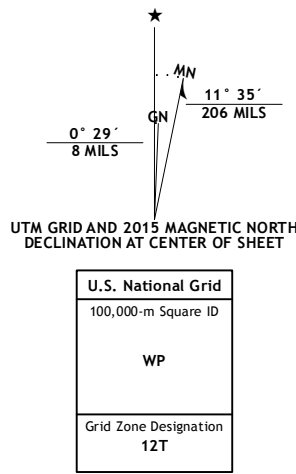 MN
GN
11° 35´
206 MILS
0° 29´
8 MILS
UTM GRID AND 2015 MAGNETIC NORTH
DECLINATION AT CENTER OF SHEET
U.S. National Grid
100,000-m Square ID
WP
Grid Zone Designation
12T